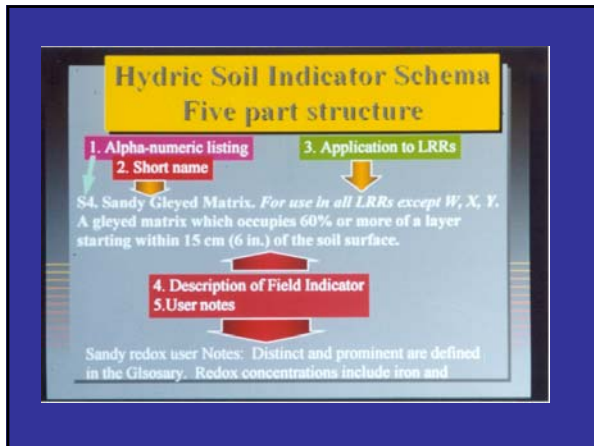 Hydric Soil Indicator Schema
Five part structure
1. Alpha-numeric listing
3. Application to LRRs
2. Short name
S4. Sandy Gleyed Matrix. For use in all LRRs except W, X, Y.
A gleyed matrix which occupies 60% or more of a layer
starting within 15 cm (6 in.) of the soil surface.
4. Description of Field Indicator
5.User notes
Sandy redox user Notes: Distinct and prominent are defined
in the Glsosary. Redox concentrations include iron and